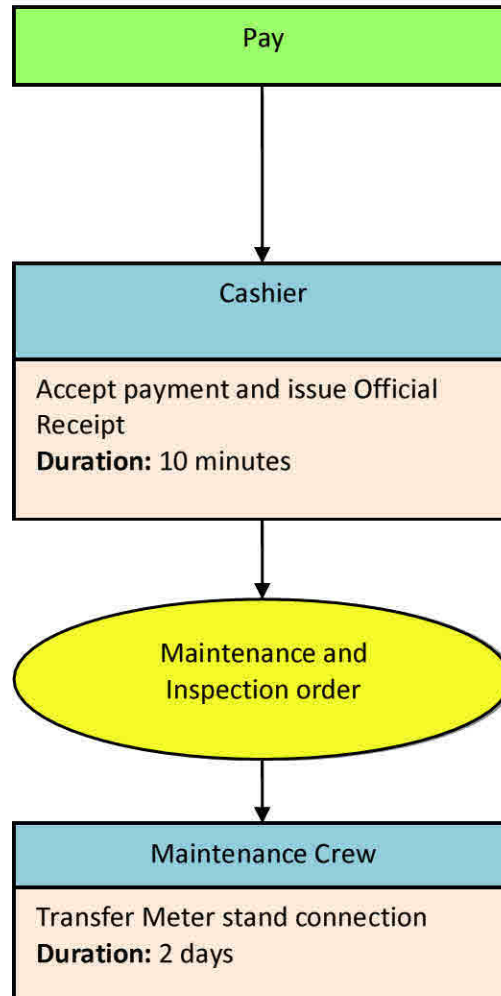 Pay
Cashier
Accept payment and issue Official
Receipt
Duration: 10 minutes
Maintenance and
Inspection order
Maintenance Crew
Transfer Meter stand connection
Duration: 2 days